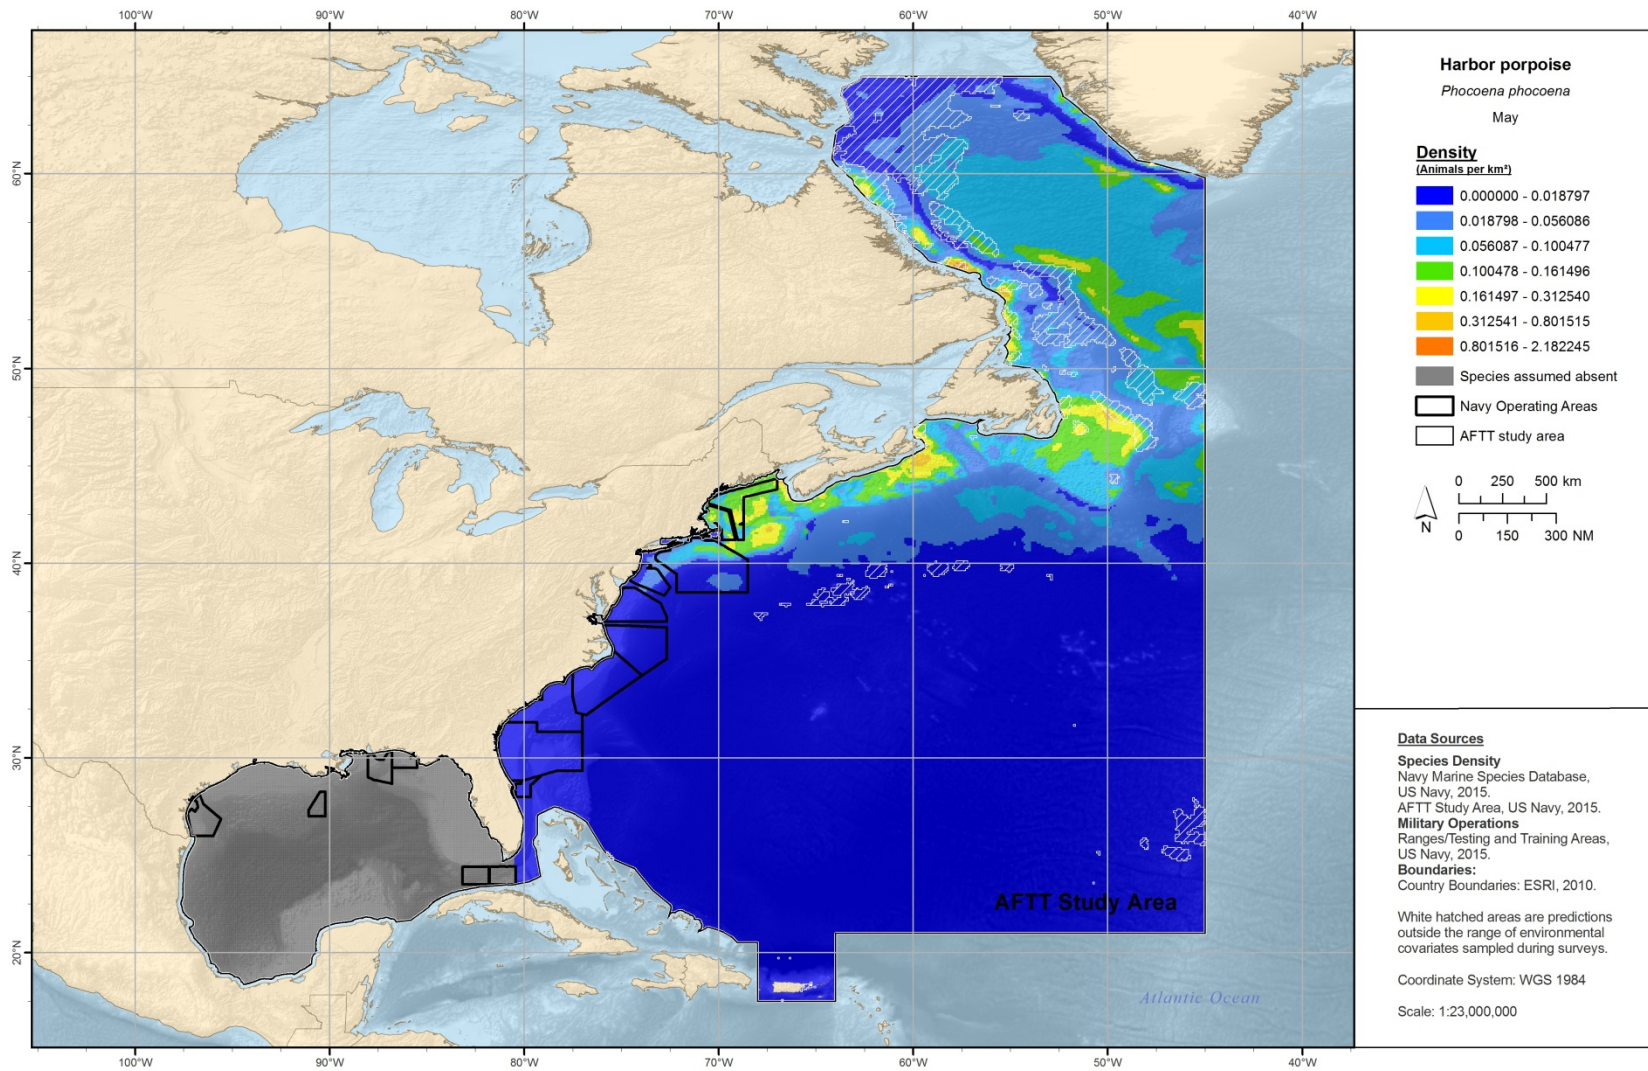 100°W 90°W 80°W 70°W 60°W 50°W 40°W
60°N
50°N
40°N
30°N
20°N
AFTT Study Area
Atlantic Ocean
100°W 90°W 80°W 70°W 60°W 50°W 40°W
Harbor porpoise
Phocoena phocoena
May
Density
(Animals per km²)
0.000000 - 0.018797
0.018798 - 0.056086
0.056087 - 0.100477
0.100478 - 0.161496
0.161497 - 0.312540
0.312541 - 0.801515
0.801516 - 2.182245
Species assumed absent
Navy Operating Areas
AFTT study area
N
0 250 500 km
0 150 300 NM
Data Sources
Species Density
Navy Marine Species Database,
US Navy, 2015.
AFTT Study Area, US Navy, 2015.
Military Operations
Ranges/Testing and Training Areas,
US Navy, 2015.
Boundaries:
Country Boundaries: ESRI, 2010.
White hatched areas are predictions
outside the range of environmental
covariates sampled during surveys.
Coordinate System: WGS 1984
Scale: 1:23,000,000